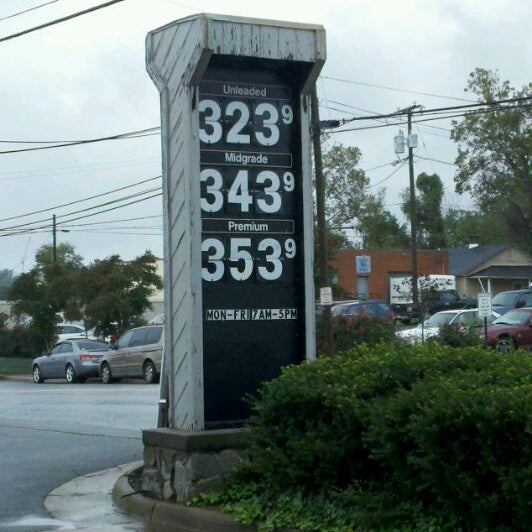 Unleaded
323 9
Midgrade
343 9
Premium
353 9
MON-FRI 7AM-5PM